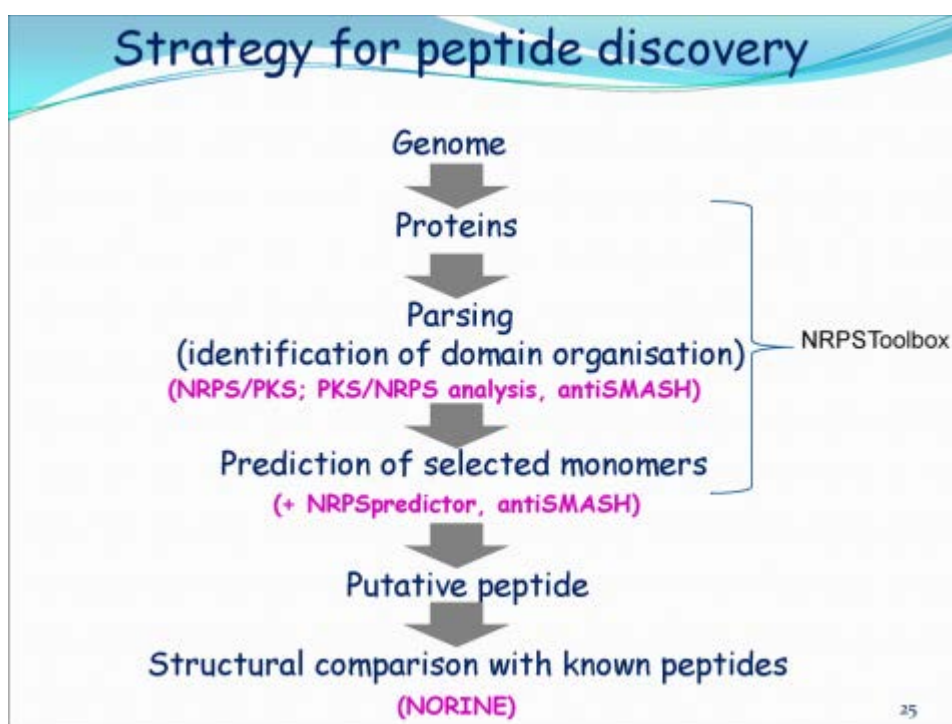 Strategy for peptide discovery
Genome
Proteins
Parsing
(identification of domain organisation)
(NRPS/PKS; PKS/NRPS analysis, antiSMASH)
NRPSToolbox
Prediction of selected monomers
(+ NRPSpredictor, antiSMASH)
Putative peptide
Structural comparison with known peptides
(NORINE)
25